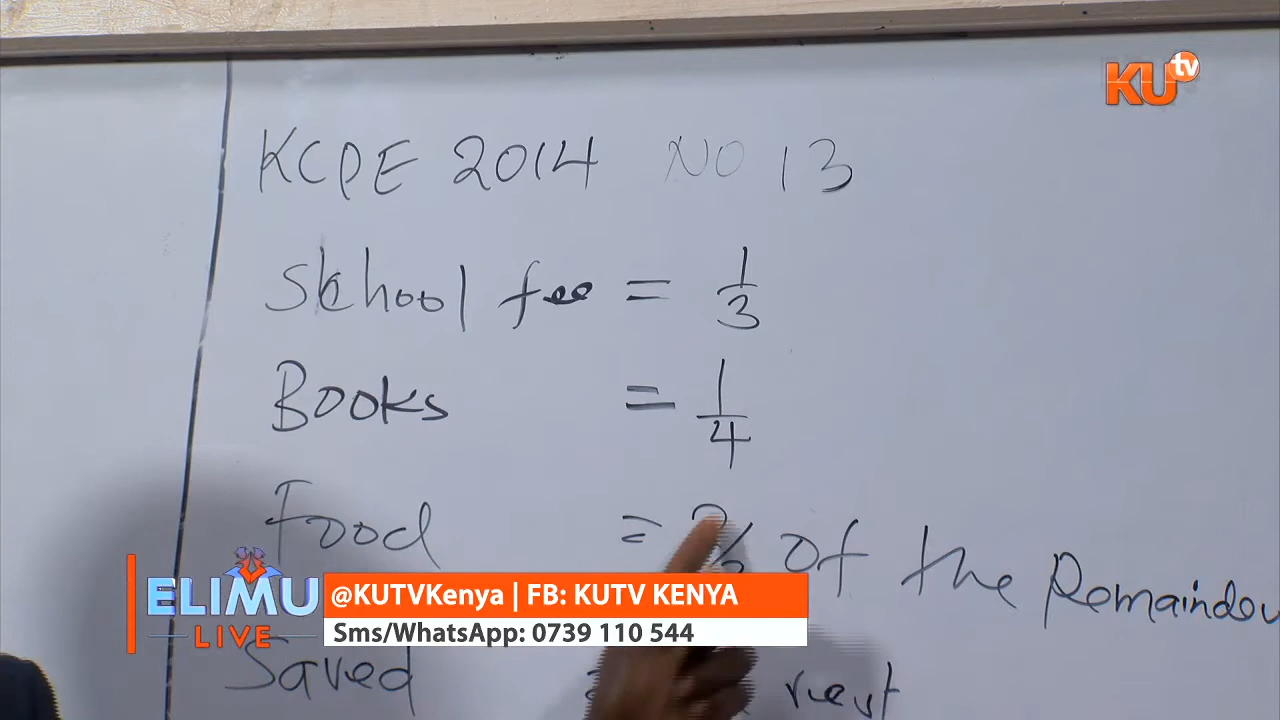 KU tv
KCPE 2014 NO 13
School fee = 1/3
Books = 1/4
Food = of the Remainder
Saved rest
ELIMU
LIVE
@KUTVKenya | FB: KUTV KENYA
Sms/WhatsApp: 0739 110 544